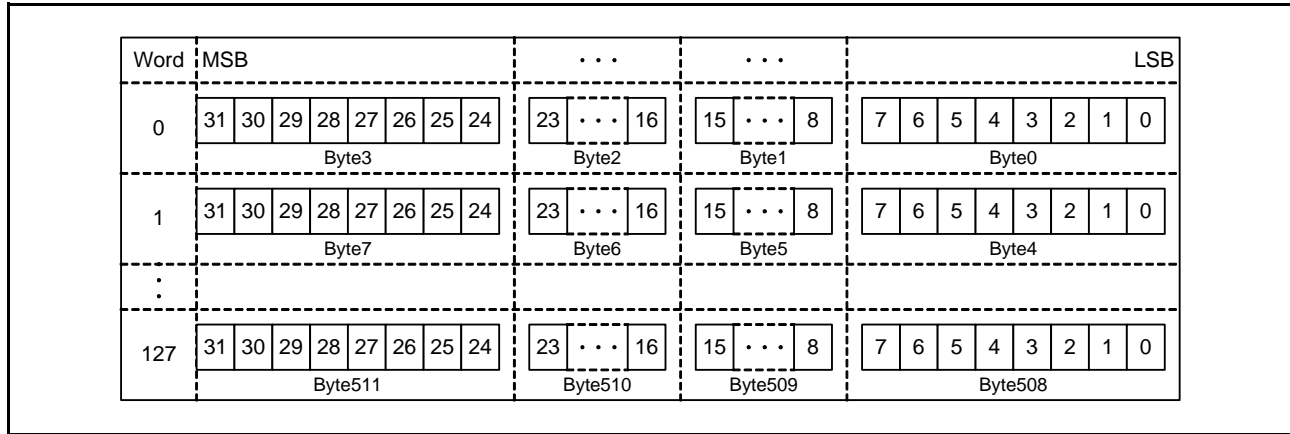 Word MSB · · · · · · LSB
0 31 30 29 28 27 26 25 24 23 · · · 16 15 · · · 8 7 6 5 4 3 2 1 0
Byte3 Byte2 Byte1 Byte0
1 31 30 29 28 27 26 25 24 23 · · · 16 15 · · · 8 7 6 5 4 3 2 1 0
Byte7 Byte6 Byte5 Byte4
· · ·
127 31 30 29 28 27 26 25 24 23 · · · 16 15 · · · 8 7 6 5 4 3 2 1 0
Byte511 Byte510 Byte509 Byte508